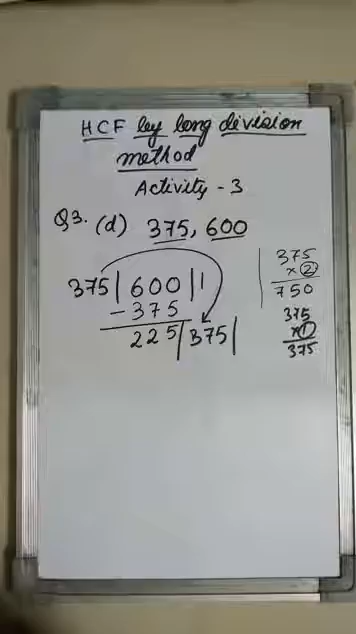 HCF by long division
method
Activity - 3
Q3. (d) 375, 600
375 | 600 | 1
- 375
225 | 375 |
375
× 2
750
375
×1
375